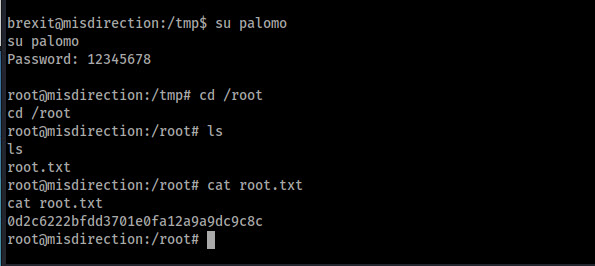 brexit@misdirection:/tmp$ su palomo
su palomo
Password: 12345678
root@misdirection:/tmp# cd /root
cd /root
root@misdirection:/root# ls
ls
root.txt
root@misdirection:/root# cat root.txt
cat root.txt
0d2c6222bfdd3701e0fa12a9a9dc9c8c
root@misdirection:/root#